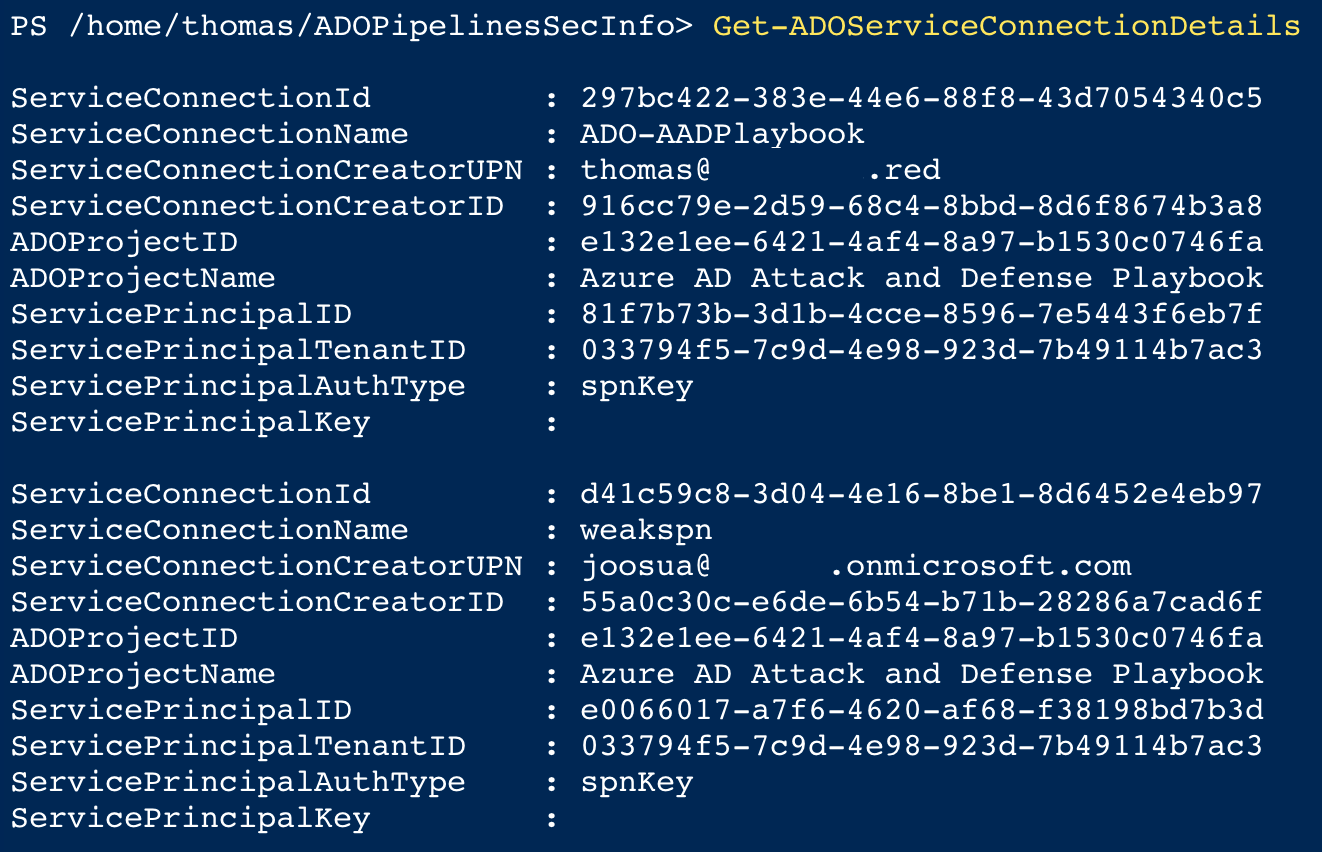 PS /home/thomas/ADOPipelinesSecInfo> Get-ADOServiceConnectionDetails
ServiceConnectionId : 297bc422-383e-44e6-88f8-43d7054340c5
ServiceConnectionName : ADO-AADPlaybook
ServiceConnectionCreatorUPN : thomas@ .red
ServiceConnectionCreatorID : 916cc79e-2d59-68c4-8bbd-8d6f8674b3a8
ADOProjectID : e132e1ee-6421-4af4-8a97-b1530c0746fa
ADOProjectName : Azure AD Attack and Defense Playbook
ServicePrincipalID : 81f7b73b-3d1b-4cce-8596-7e5443f6eb7f
ServicePrincipalTenantID : 033794f5-7c9d-4e98-923d-7b49114b7ac3
ServicePrincipalAuthType : spnKey
ServicePrincipalKey :
ServiceConnectionId : d41c59c8-3d04-4e16-8be1-8d6452e4eb97
ServiceConnectionName : weakspn
ServiceConnectionCreatorUPN : joosua@ .onmicrosoft.com
ServiceConnectionCreatorID : 55a0c30c-e6de-6b54-b71b-28286a7cad6f
ADOProjectID : e132e1ee-6421-4af4-8a97-b1530c0746fa
ADOProjectName : Azure AD Attack and Defense Playbook
ServicePrincipalID : e0066017-a7f6-4620-af68-f38198bd7b3d
ServicePrincipalTenantID : 033794f5-7c9d-4e98-923d-7b49114b7ac3
ServicePrincipalAuthType : spnKey
ServicePrincipalKey :